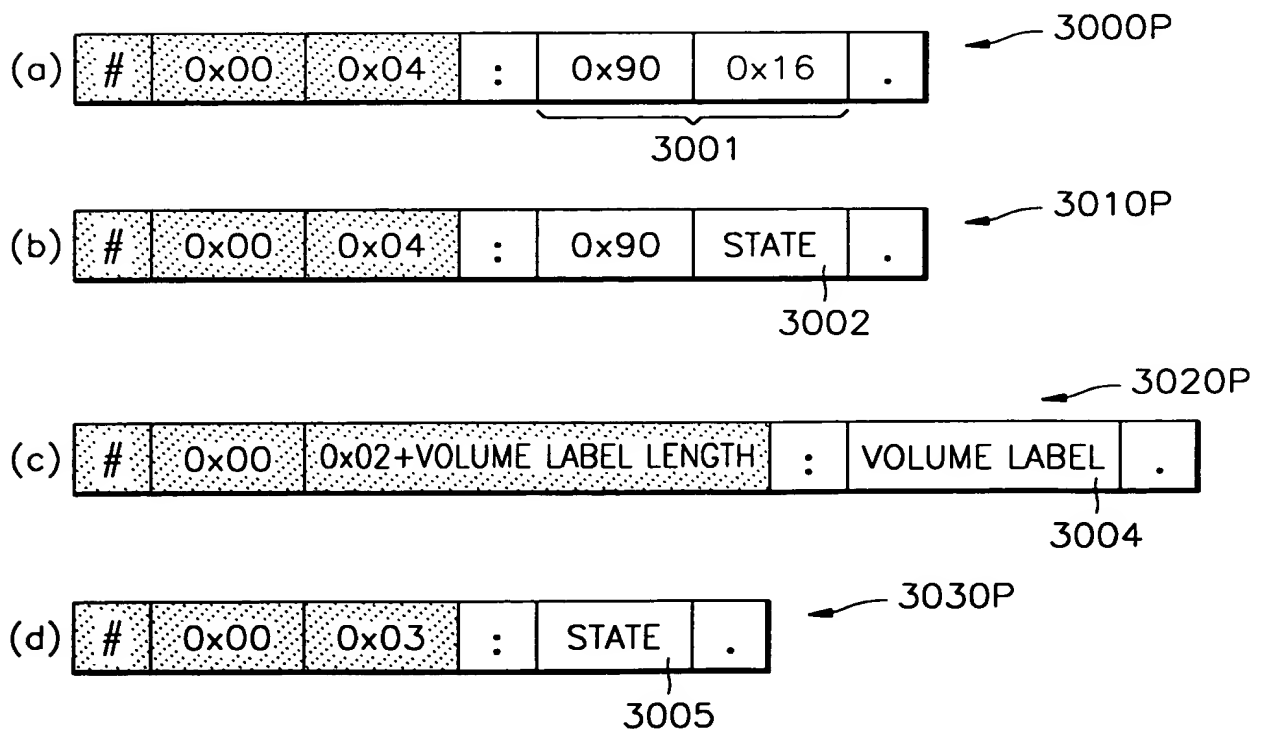 3000P
(a) # 0x00 0x04 : 0x90 0x16 .
3001
3010P
(b) # 0x00 0x04 : 0x90 STATE .
3002
3020P
(c) # 0x00 0x02+VOLUME LABEL LENGTH : VOLUME LABEL .
3004
3030P
(d) # 0x00 0x03 : STATE .
3005